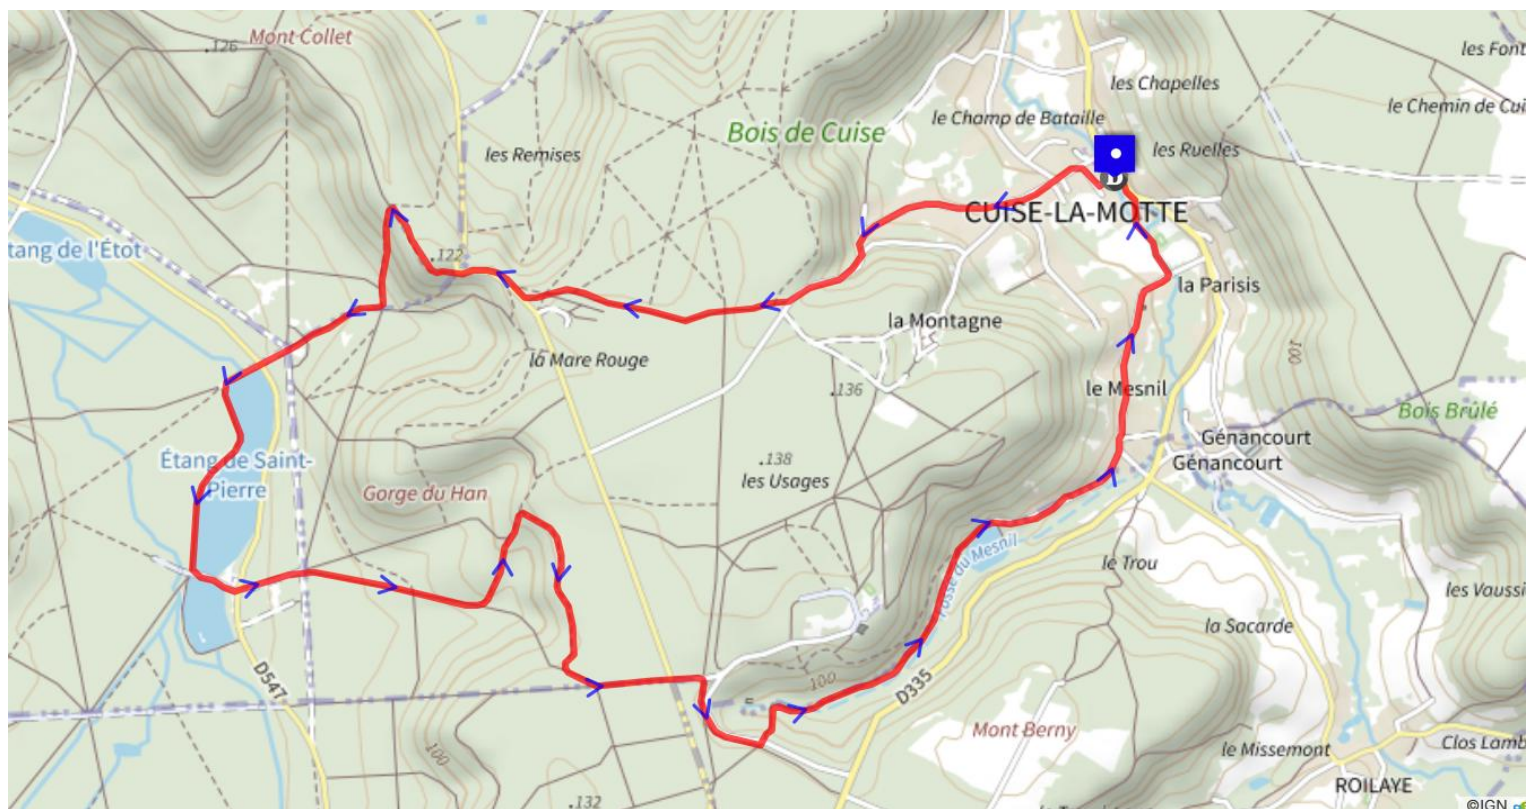 .126
Mont Collet
les Font
les Chapelles
le Chemin de Cui
le Champ de Bataille
Bois de Cuise
les Remises
les Ruelles
D
CUISE-LA-MOTTE
tang de l'Étot
.122
la Parisis
la Montagne
la Mare Rouge
100
le Mesnil
.136
Bois Brûlé
Génancourt
Étang de Saint-
Pierre
.138
Génancourt
les Usages
Gorge du Han
Fosse du Mesnil
le Trou
les Vaussi
la Sacarde
D547
100
D335
Mont Berny
100
le Missemont
Clos Lamb
ROILAYE
.132
©IGN